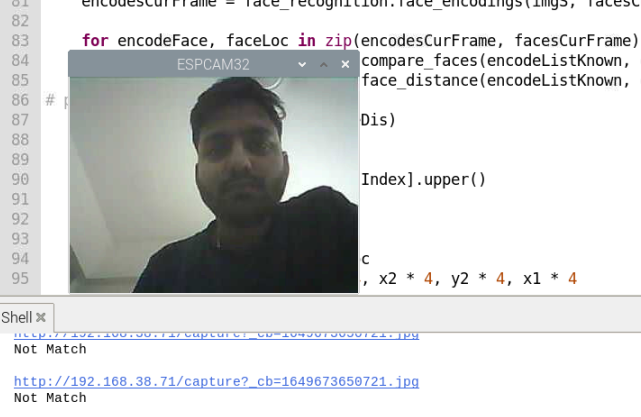 81 encodesCurFrame = face_recognition.face_encodings(imgS, facesC
82
83 for encodeFace, faceLoc in zip(encodesCurFrame, facesCurFrame)
ESPCAM32
84 compare_faces(encodeListKnown,
85 face_distance(encodeListKnown,
86 # p
87 Dis)
88
89
90 Index].upper()
91
92
93
94 c
95 , x2 * 4, y2 * 4, x1 * 4
Shell
http://192.168.38.71/capture?_cb=1649673650721.jpg
Not Match
http://192.168.38.71/capture?_cb=1649673650721.jpg
Not Match